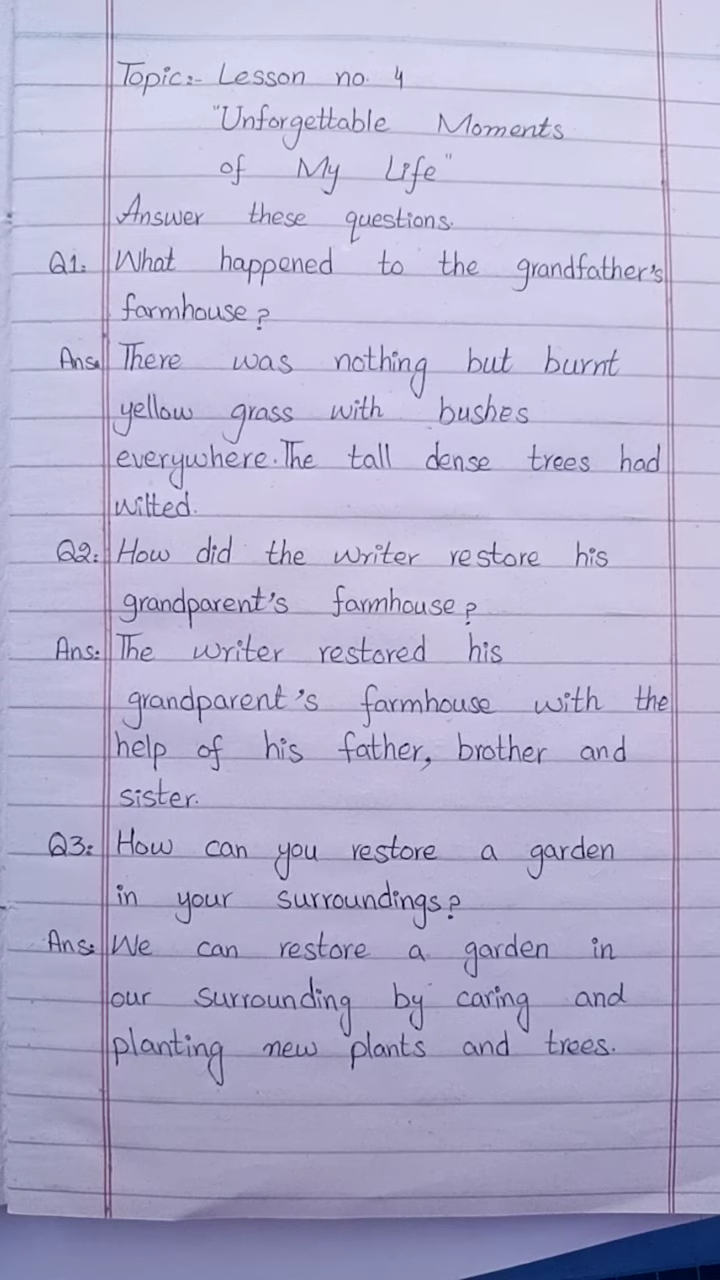 Topic:- Lesson no. 4
"Unforgettable Moments
of My Life"
Answer these questions.
Q1: What happened to the grandfather's
farmhouse?
Ans: There was nothing but burnt
yellow grass with bushes
everywhere. The tall dense trees had
wilted.
Q2: How did the writer restore his
grandparent's farmhouse?
Ans: The writer restored his
grandparent's farmhouse with the
help of his father, brother and
sister.
Q3: How can you restore a garden
in your surroundings?
Ans: We can restore a garden in
our surrounding by caring and
planting new plants and trees.